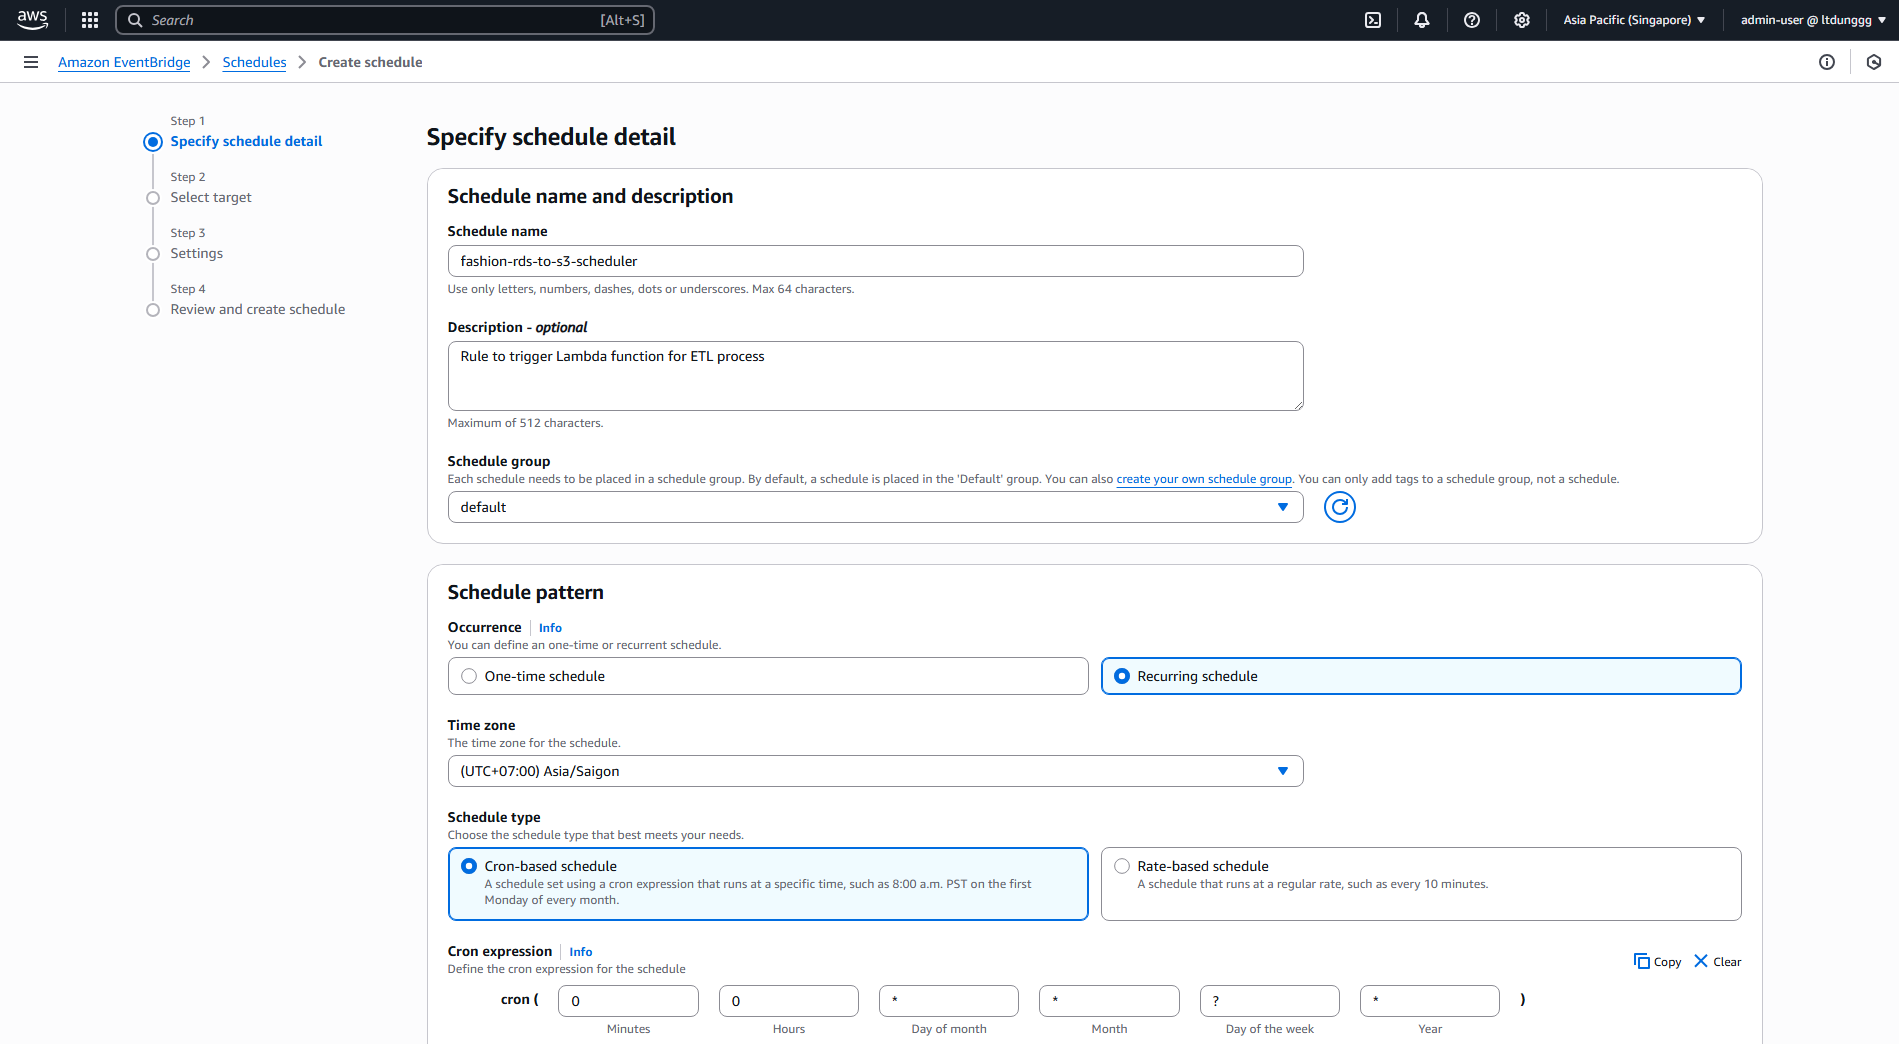 aws
Search [Alt+S]
Asia Pacific (Singapore)
admin-user @ ltdunggg
Amazon EventBridge
Schedules
Create schedule
Step 1
Specify schedule detail
Step 2
Select target
Step 3
Settings
Step 4
Review and create schedule
Specify schedule detail
Schedule name and description
Schedule name
fashion-rds-to-s3-scheduler
Use only letters, numbers, dashes, dots or underscores. Max 64 characters.
Description - optional
Rule to trigger Lambda function for ETL process
Maximum of 512 characters.
Schedule group
Each schedule needs to be placed in a schedule group. By default, a schedule is placed in the 'Default' group. You can also create your own schedule group. You can only add tags to a schedule group, not a schedule.
default
Schedule pattern
Occurrence Info
You can define an one-time or recurrent schedule.
One-time schedule
Recurring schedule
Time zone
The time zone for the schedule.
(UTC+07:00) Asia/Saigon
Schedule type
Choose the schedule type that best meets your needs.
Cron-based schedule
A schedule set using a cron expression that runs at a specific time, such as 8:00 a.m. PST on the first
Monday of every month.
Rate-based schedule
A schedule that runs at a regular rate, such as every 10 minutes.
Cron expression Info
Define the cron expression for the schedule
Copy Clear
cron ( 0 0 * * ? * )
Minutes Hours Day of month Month Day of the week Year